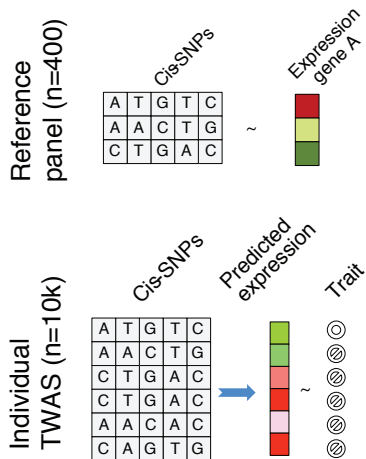 Reference
panel (n=400)
Cis-SNPs
Expression
gene A
A T G T C
A A C T G
C T G A C
~
Individual
TWAS (n=10k)
Cis-SNPs
Predicted
expression
Trait
A T G T C
A A C T G
C T G A C
C T G A C
A A C A C
C A G T G
~